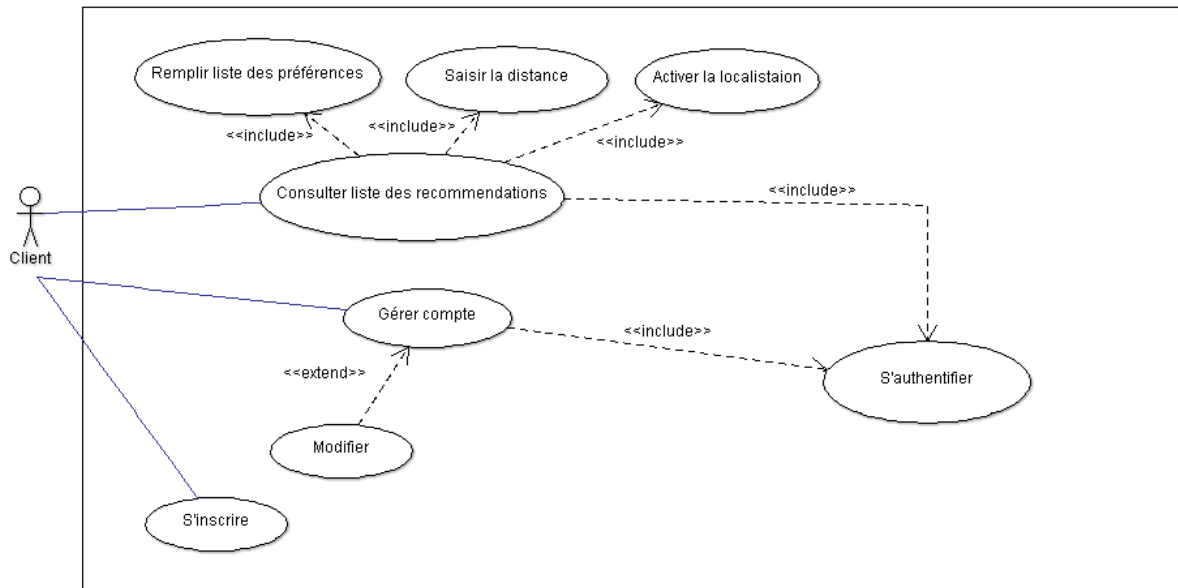 Remplir liste des préférences
Saisir la distance
Activer la localistaion
<<include>>
<<include>>
<<include>>
Consulter liste des recommendations
<<include>>
Client
Gérer compte
<<include>>
<<extend>>
S'authentifier
Modifier
S'inscrire